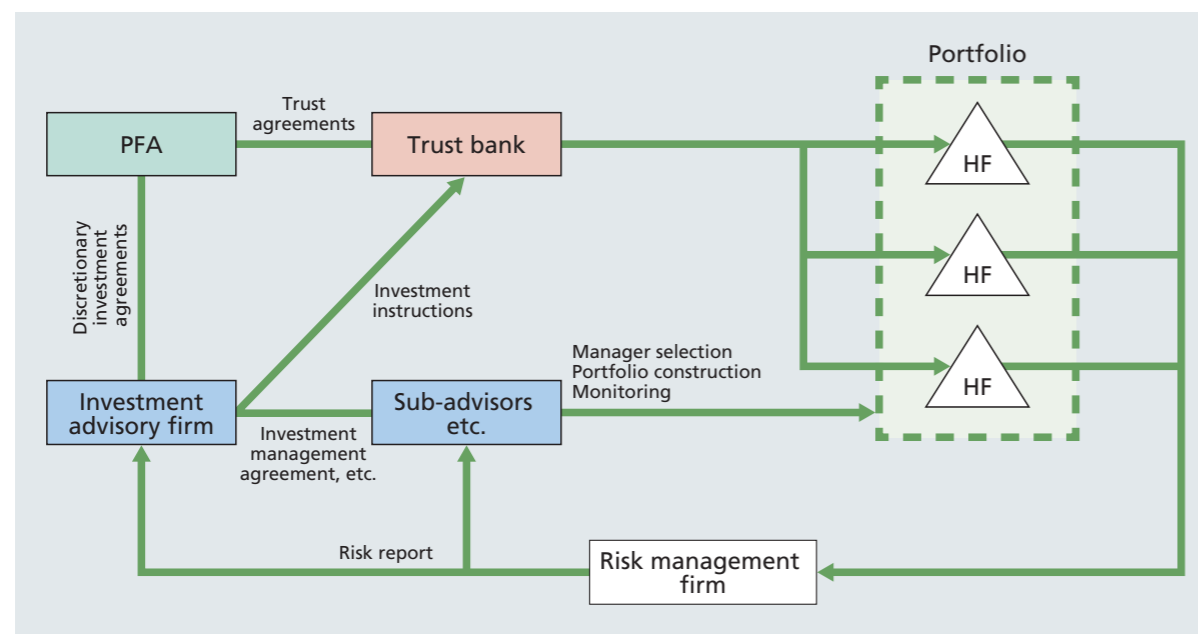 Portfolio
Trust
agreements
PFA
Trust bank
HF
Discretionary
investment
agreements
Investment
instructions
HF
Manager selection
Portfolio construction
Monitoring
HF
Investment
advisory firm
Sub-advisors
etc.
Investment
management
agreement, etc.
Risk report
Risk management
firm